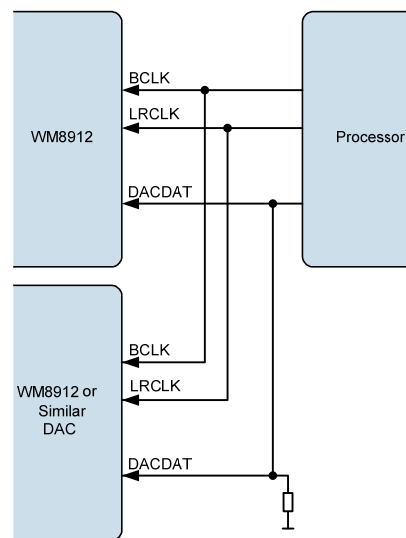 BCLK
LRCLK
WM8912
Processor
DACDAT
BCLK
LRCLK
WM8912 or
Similar
DAC
DACDAT